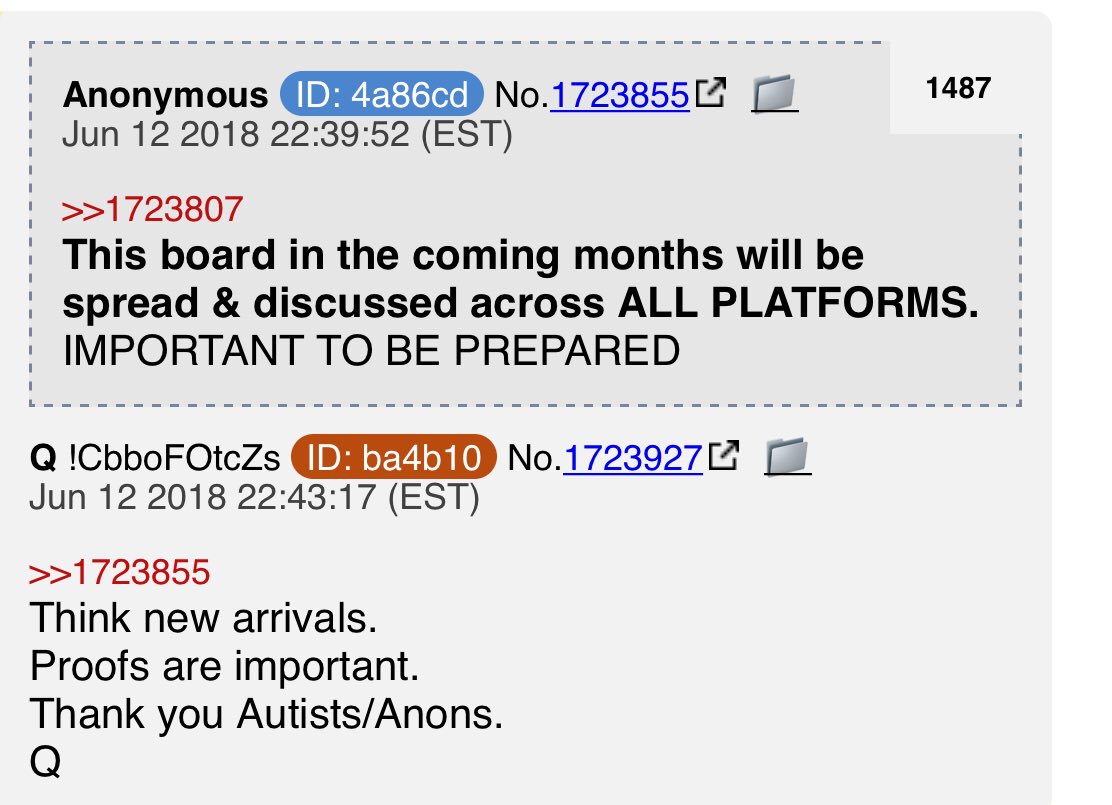 Anonymous ID: 4a86cd No.1723855
1487
Jun 12 2018 22:39:52 (EST)
>>1723807
This board in the coming months will be
spread & discussed across ALL PLATFORMS.
IMPORTANT TO BE PREPARED
Q !CbboFOtcZs ID: ba4b10 No.1723927
Jun 12 2018 22:43:17 (EST)
>>1723855
Think new arrivals.
Proofs are important.
Thank you Autists/Anons.
Q